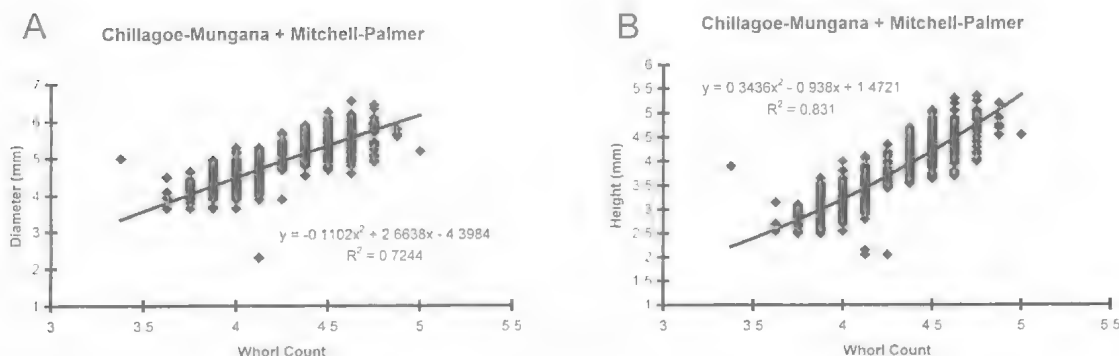 A
Chillagoe-Mungana + Mitchell-Palmer
Diameter (mm)
7
6
5
4
3
2
1
y = -0 1102x² + 2 6638x - 4.3984
R² = 0.7244
3 3 5 4 4 5 5 5 5
Whorl Count
B
Chillagoe-Mungana + Mitchell-Palmer
Height (mm)
6
5 5
5
4 5
4
3 5
3
2 5
2
1 5
1
y = 0 3436x² - 0 938x + 1 4721
R² = 0.831
3 3 5 4 4 5 5 5 5
Whorl Count